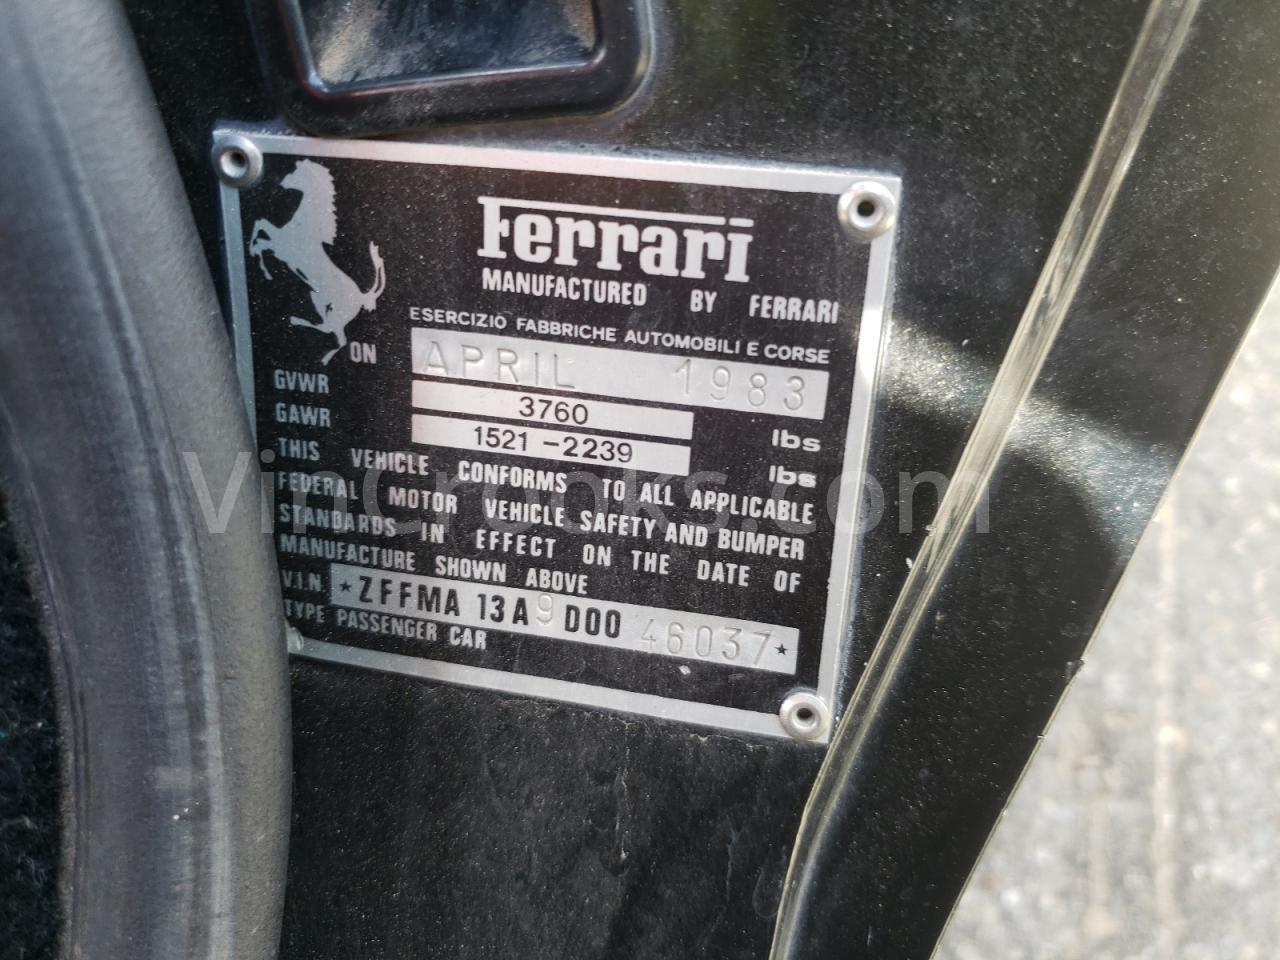 Ferrari
MANUFACTURED BY FERRARI
ESERCIZIO FABBRICHE AUTOMOBILI E CORSE
ON APRIL 1983
GVWR 3760 lbs
GAWR 1521 - 2239 lbs
THIS VEHICLE CONFORMS TO ALL APPLICABLE
FEDERAL MOTOR VEHICLE SAFETY AND BUMPER
STANDARDS IN EFFECT ON THE DATE OF
MANUFACTURE SHOWN ABOVE
V.I.N. ★ZFFMA 13A9D00 46037★
TYPE PASSENGER CAR
VinCrooks.com